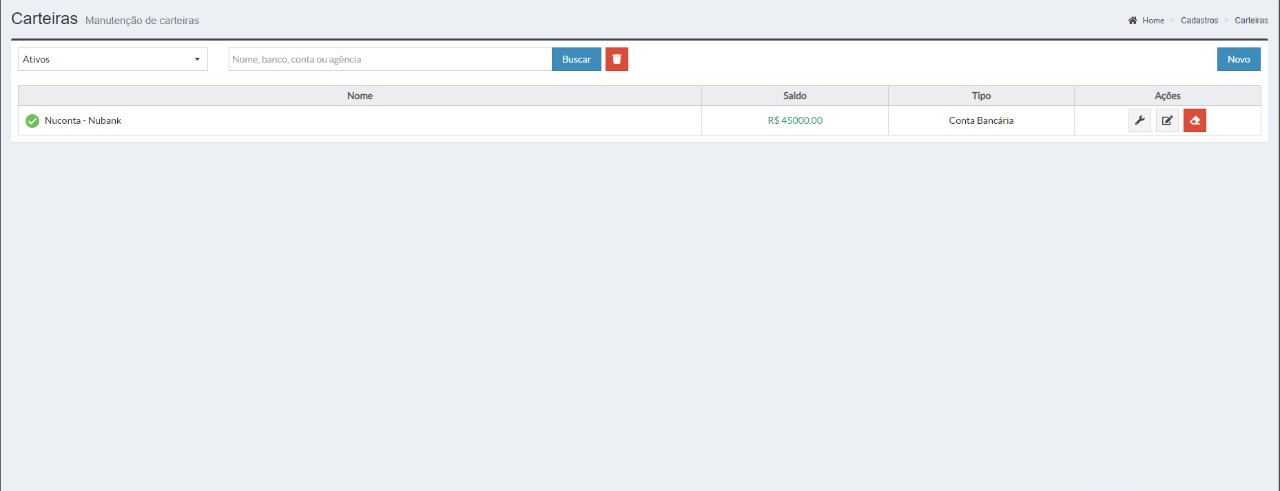 Carteiras Manutenção de carteiras
Home > Cadastros > Carteiras
Ativos Nome, banco, conta ou agência Buscar Novo
Nome Saldo Tipo Ações
Nuconta - Nubank R$ 45000.00 Conta Bancária